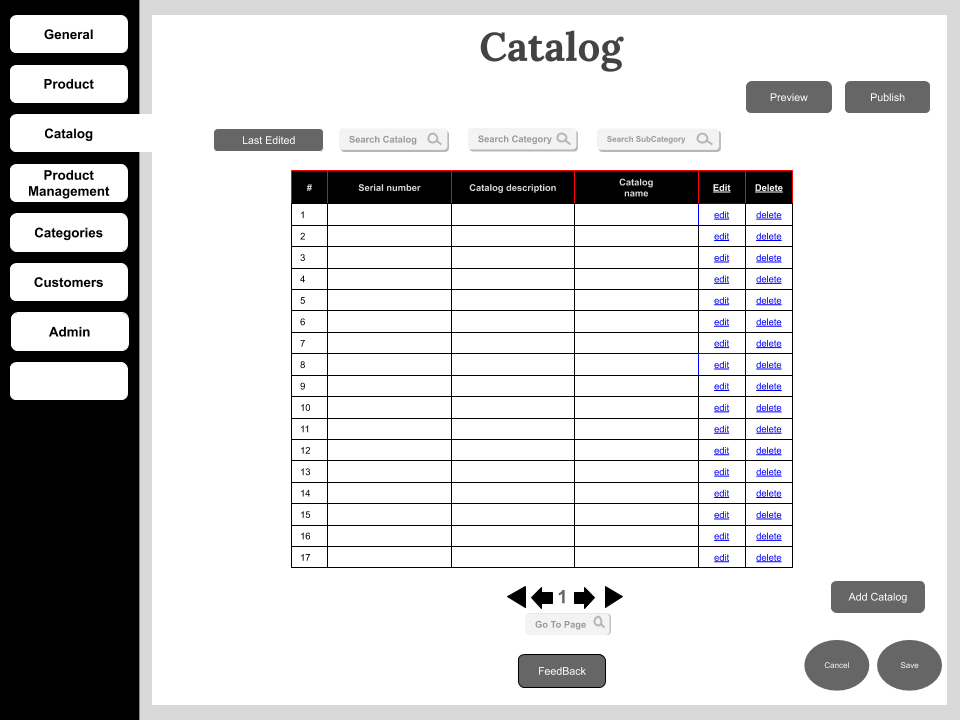 General
Product
Catalog
Product
Management
Categories
Customers
Admin
Catalog
Preview
Publish
Last Edited
Search Catalog
Search Category
Search SubCategory
# Serial number Catalog description Catalog name Edit Delete
1 edit delete
2 edit delete
3 edit delete
4 edit delete
5 edit delete
6 edit delete
7 edit delete
8 edit delete
9 edit delete
10 edit delete
11 edit delete
12 edit delete
13 edit delete
14 edit delete
15 edit delete
16 edit delete
17 edit delete
1
Go To Page
Add Catalog
FeedBack
Cancel
Save